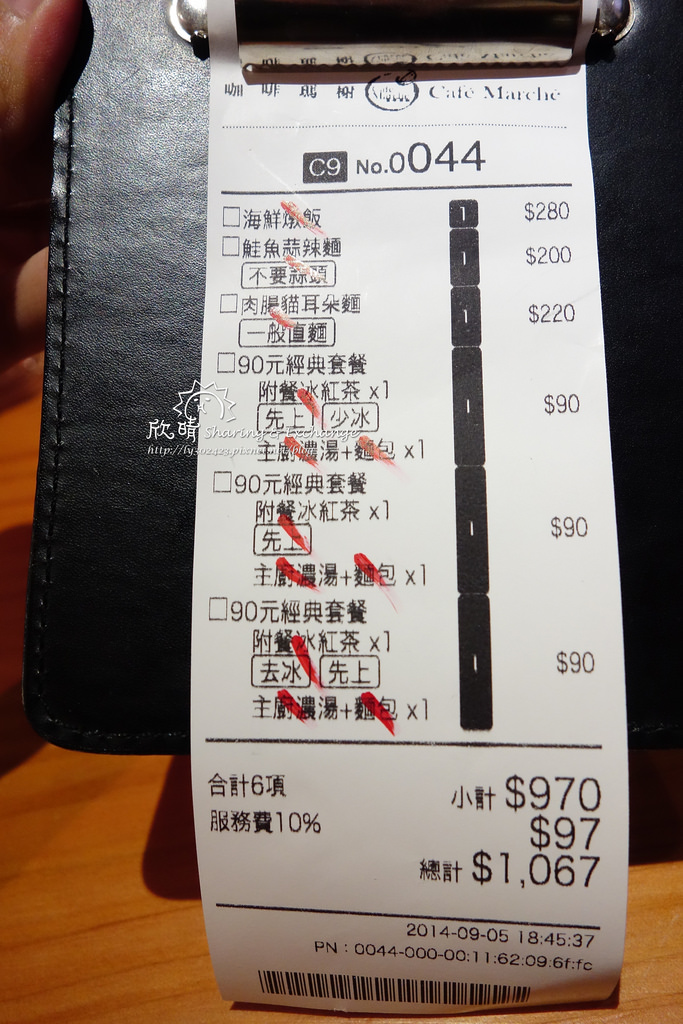 咖啡瑪榭 Café Marché
C9 No.0044
海鮮燉飯 1 $280
鮭魚蒜辣麵 1 $200
不要蒜頭
肉腸貓耳朵麵 1 $220
一般直麵
90元經典套餐 1 $90
附餐冰紅茶 x1
先上 少冰
主廚濃湯+麵包 x1
90元經典套餐 1 $90
附餐冰紅茶 x1
先上
主廚濃湯+麵包 x1
90元經典套餐 1 $90
附餐冰紅茶 x1
去冰 先上
主廚濃湯+麵包 x1
欣晴 Sharing & Exchange
http://lys02423.pixnet.net/blog
合計6項 小計 $970
服務費10% $97
總計 $1,067
2014-09-05 18:45:37
PN：0044-000-00:11:62:09:6f:fc